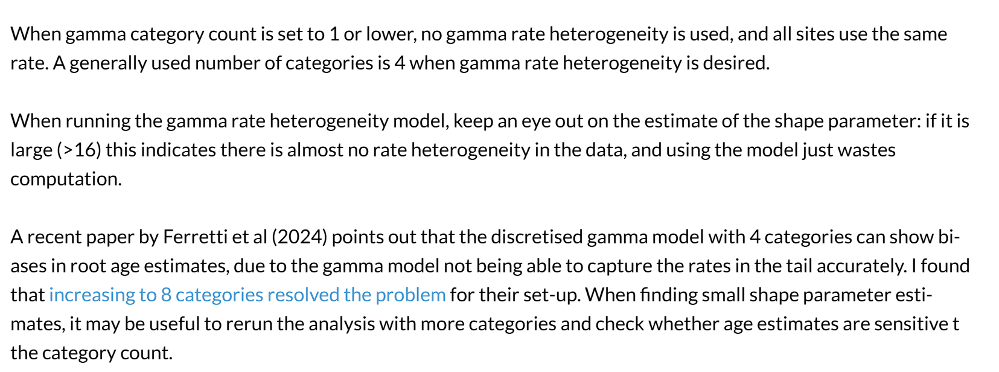 When gamma category count is set to 1 or lower, no gamma rate heterogeneity is used, and all sites use the same
rate. A generally used number of categories is 4 when gamma rate heterogeneity is desired.
When running the gamma rate heterogeneity model, keep an eye out on the estimate of the shape parameter: if it is
large (>16) this indicates there is almost no rate heterogeneity in the data, and using the model just wastes
computation.
A recent paper by Ferretti et al (2024) points out that the discretised gamma model with 4 categories can show bi-
ases in root age estimates, due to the gamma model not being able to capture the rates in the tail accurately. I found
that increasing to 8 categories resolved the problem for their set-up. When finding small shape parameter esti-
mates, it may be useful to rerun the analysis with more categories and check whether age estimates are sensitive t
the category count.